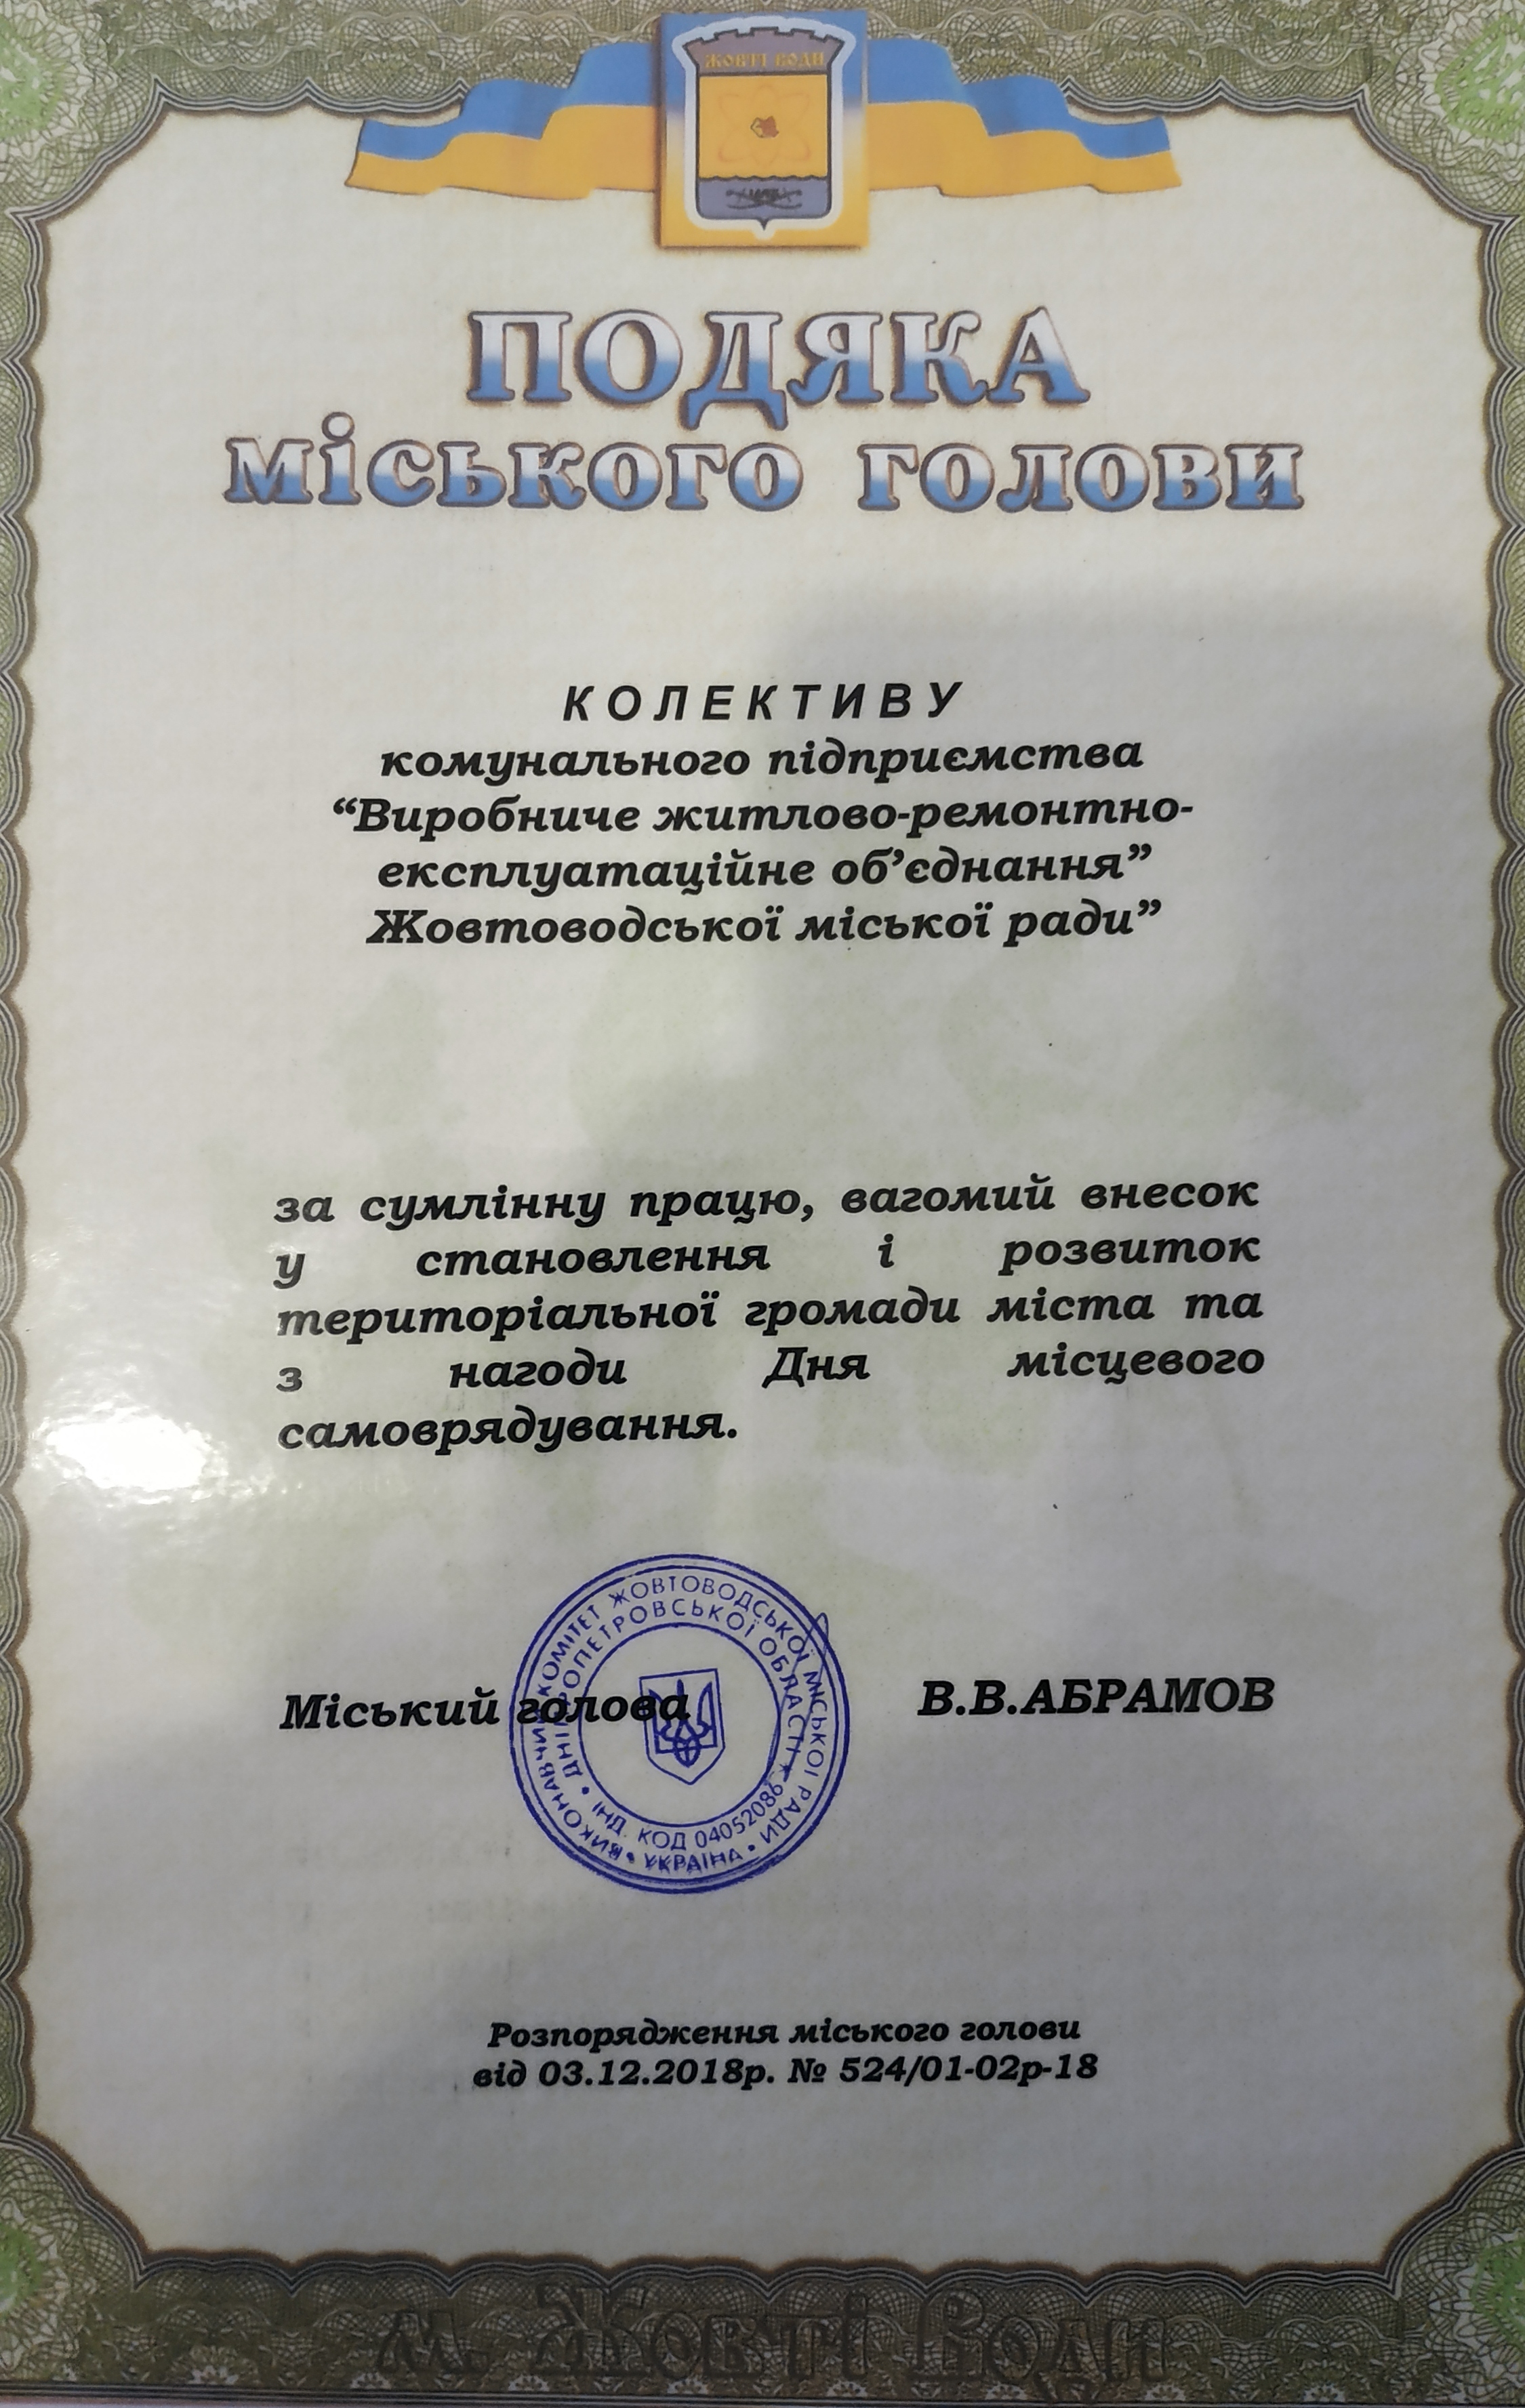 ЖОВТІ ВОДИ
ПОДЯКА
міського голови
КОЛЕКТИВУ
комунального підприємства
“Виробниче житлово-ремонтно-
експлуатаційне об’єднання”
Жовтоводської міської ради”
за сумлінну працю, вагомий внесок
у становлення і розвиток
територіальної громади міста та
з нагоди Дня місцевого
самоврядування.
Міський голова В.В.АБРАМОВ
ВИКОНАВЧИЙ КОМІТЕТ ЖОВТОВОДСЬКОЇ МІСЬКОЇ РАДИ • УКРАЇНА •
ДНІПРОПЕТРОВСЬКОЇ ОБЛАСТІ * ІНД. КОД 04052086 •
Розпорядження міського голови
від 03.12.2018р. № 524/01-02р-18
м. Жовті Води